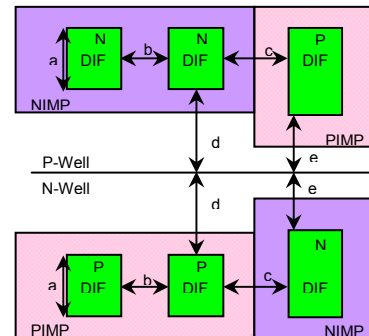 N N P
a DIF b DIF c DIF
NIMP PIMP
d e
P-Well
N-Well
d e
P P N
a DIF b DIF c DIF
PIMP NIMP